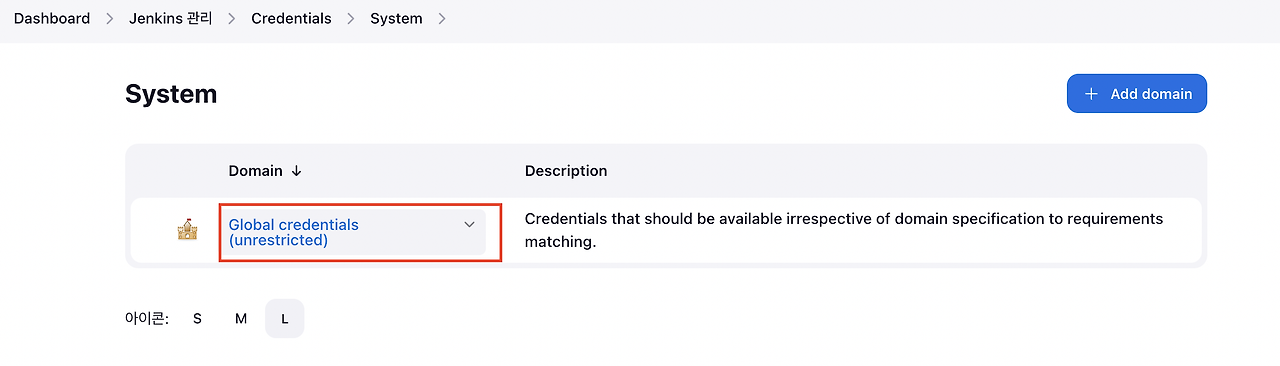 Dashboard > Jenkins 관리 > Credentials > System >
System
+ Add domain
Domain ↓ Description
Global credentials
(unrestricted)
Credentials that should be available irrespective of domain specification to requirements
matching.
아이콘: S M L